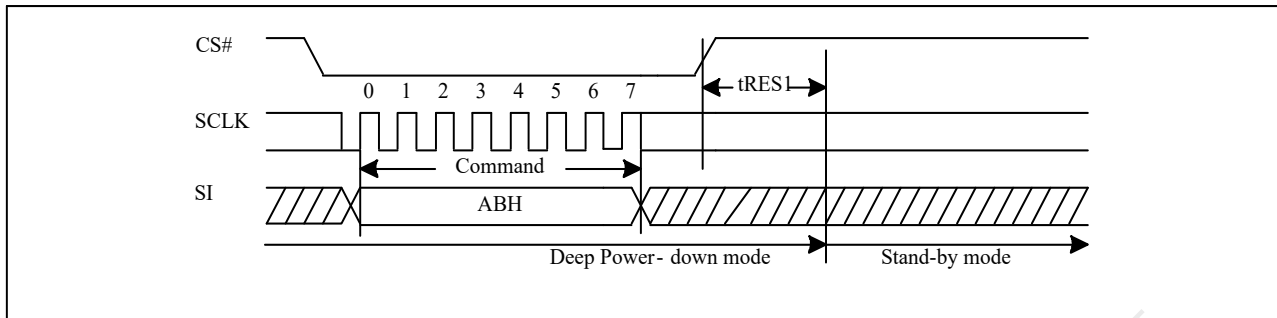 CS#
tRES1
0 1 2 3 4 5 6 7
SCLK
Command
SI
ABH
Deep Power- down mode
Stand-by mode